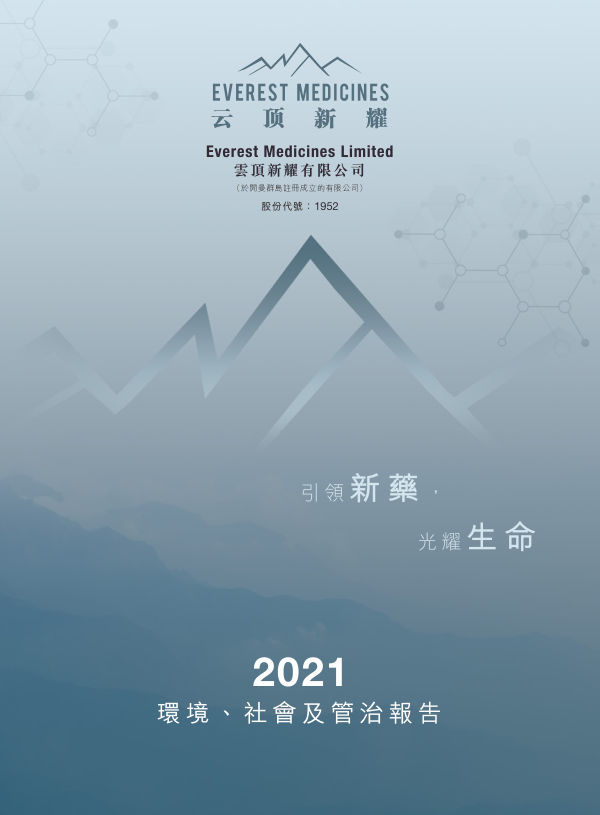 EVEREST MEDICINES
云顶新耀
Everest Medicines Limited
雲頂新耀有限公司
（於開曼群島註冊成立的有限公司）
股份代號：1952
引領新藥，
光耀生命
2021
環境、社會及管治報告